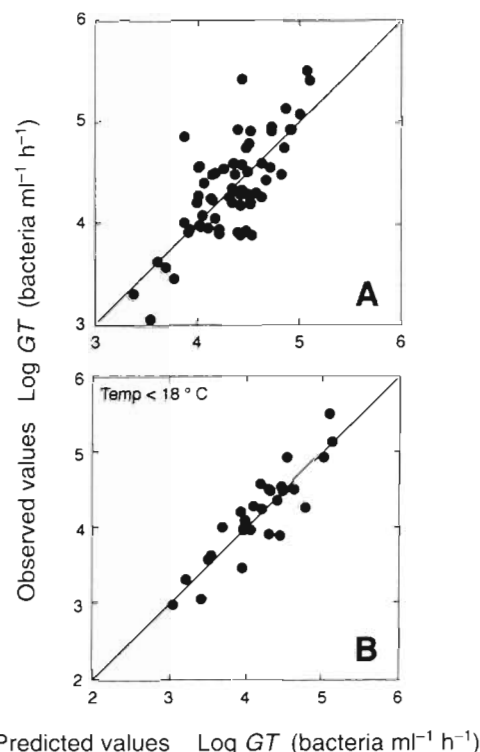 Observed values Log GT (bacteria ml⁻¹ h⁻¹)
6
5
4
3
A
3 4 5 6
Temp < 18 °C
6
5
4
3
2
B
2 3 4 5 6
Predicted values Log GT (bacteria ml⁻¹ h⁻¹)